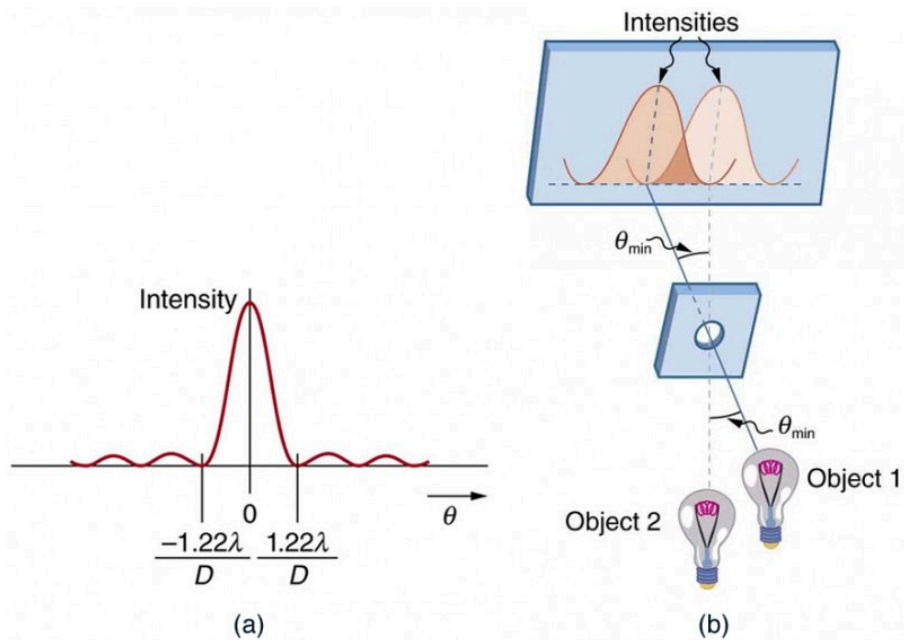 Intensities
θmin
Intensity
θmin
Object 1
Object 2
0
θ
−1.22λ
D
1.22λ
D
(a)
(b)